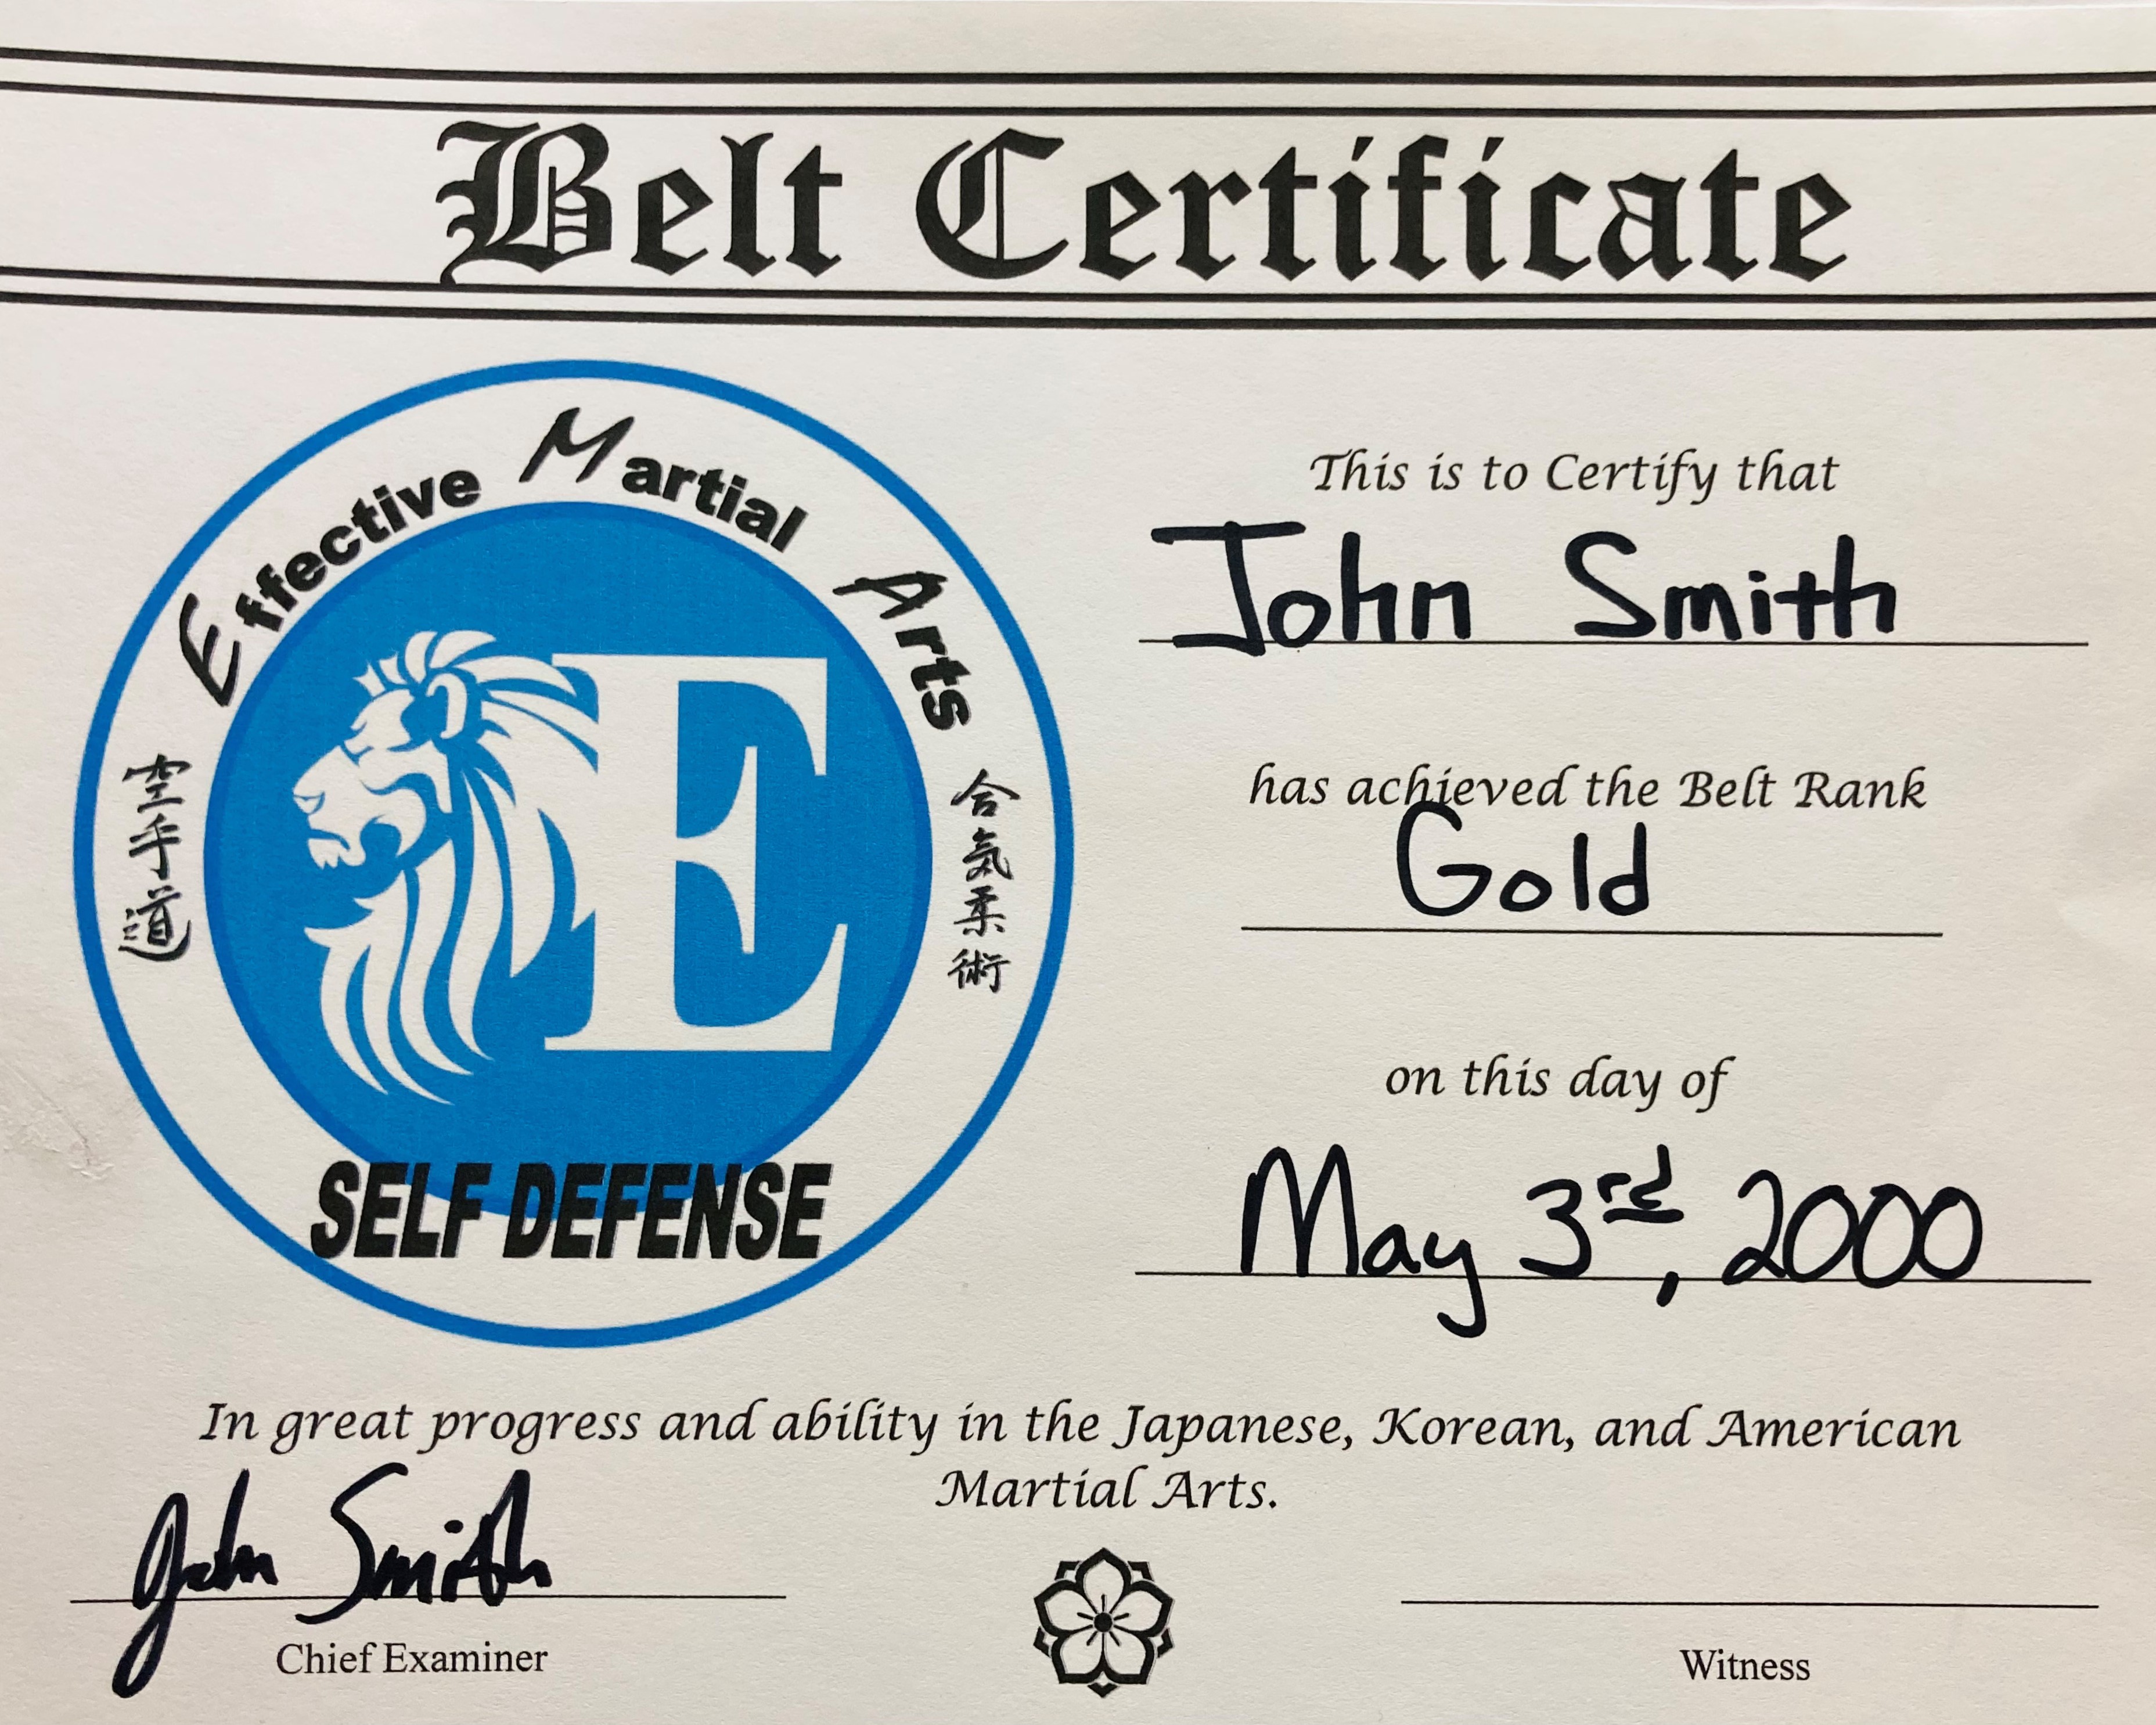 Belt Certificate
Effective Martial Arts
空手道
合気柔術
E
SELF DEFENSE
This is to Certify that
John Smith
has achieved the Belt Rank
Gold
on this day of
May 3rd, 2000
In great progress and ability in the Japanese, Korean, and American
Martial Arts.
John Smith
Chief Examiner
Witness